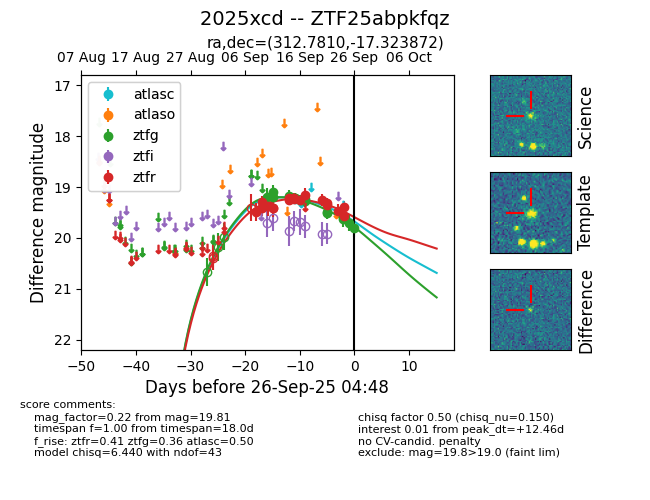 2025xcd -- ZTF25abpkfqz
ra,dec=(312.7810,-17.323872)
07 Aug 17 Aug 27 Aug 06 Sep 16 Sep 26 Sep 06 Oct
17
18
19
20
21
22
Difference magnitude
atlasc
atlaso
ztfg
ztfi
ztfr
−50 −40 −30 −20 −10 0 10
Days before 26-Sep-25 04:48
Science
Template
Difference
score comments:
mag_factor=0.22 from mag=19.81
timespan f=1.00 from timespan=18.0d
f_rise: ztfr=0.41 ztfg=0.36 atlasc=0.50
model chisq=6.440 with ndof=43
chisq factor 0.50 (chisq_nu=0.150)
interest 0.01 from peak_dt=+12.46d
no CV-candid. penalty
exclude: mag=19.8>19.0 (faint lim)